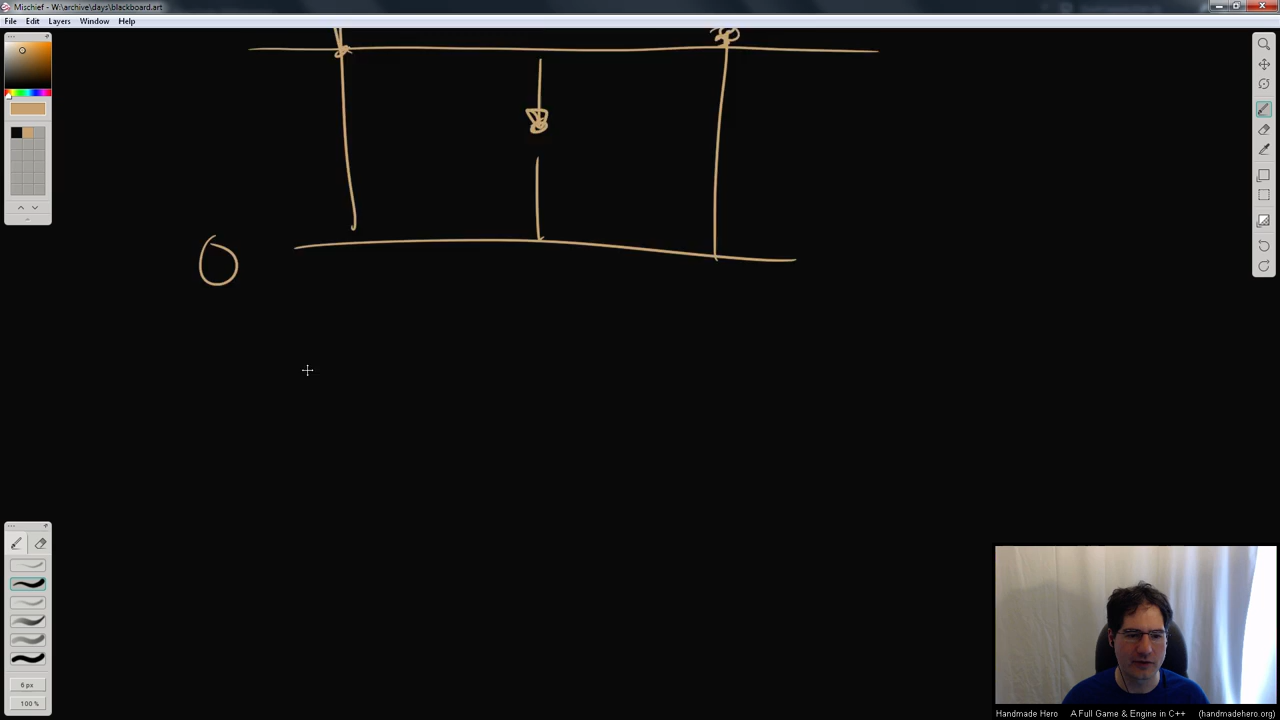 Mischief - W:\archive\days\blackboard.art
File Edit Layers Window Help
0
6 px
100 %
Handmade Hero A Full Game & Engine in C++ (handmadehero.org)